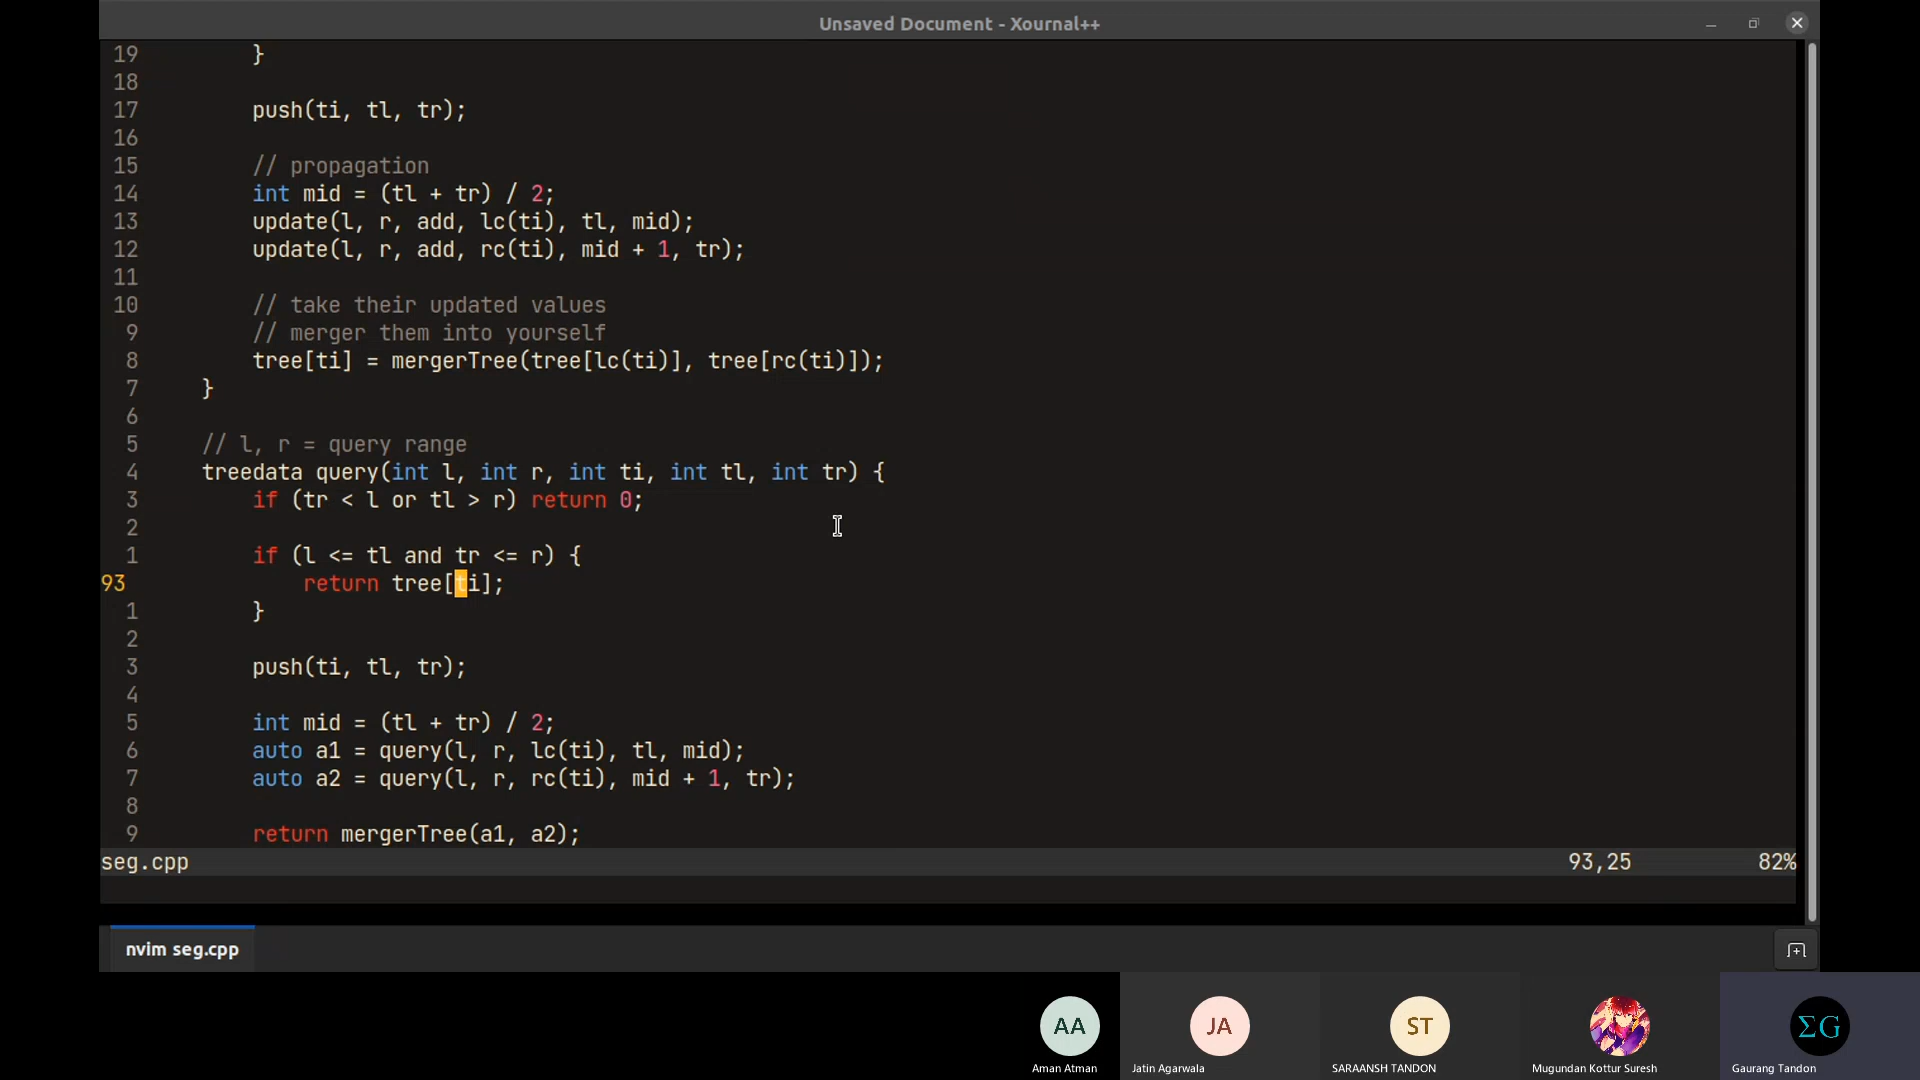 Unsaved Document - Xournal++
19 }
18
17 push(ti, tl, tr);
16
15 // propagation
14 int mid = (tl + tr) / 2;
13 update(l, r, add, lc(ti), tl, mid);
12 update(l, r, add, rc(ti), mid + 1, tr);
11
10 // take their updated values
9 // merger them into yourself
8 tree[ti] = mergerTree(tree[lc(ti)], tree[rc(ti)]);
7 }
6
5 // l, r = query range
4 treedata query(int l, int r, int ti, int tl, int tr) {
3 if (tr < l or tl > r) return 0;
2
1 if (l <= tl and tr <= r) {
93 return tree[ti];
1 }
2
3 push(ti, tl, tr);
4
5 int mid = (tl + tr) / 2;
6 auto a1 = query(l, r, lc(ti), tl, mid);
7 auto a2 = query(l, r, rc(ti), mid + 1, tr);
8
9 return mergerTree(a1, a2);
seg.cpp 93,25 82%
nvim seg.cpp
AA JA ST ΣG
Aman Atman Jatin Agarwala SARAANSH TANDON Mugundan Kottur Suresh Gaurang Tandon